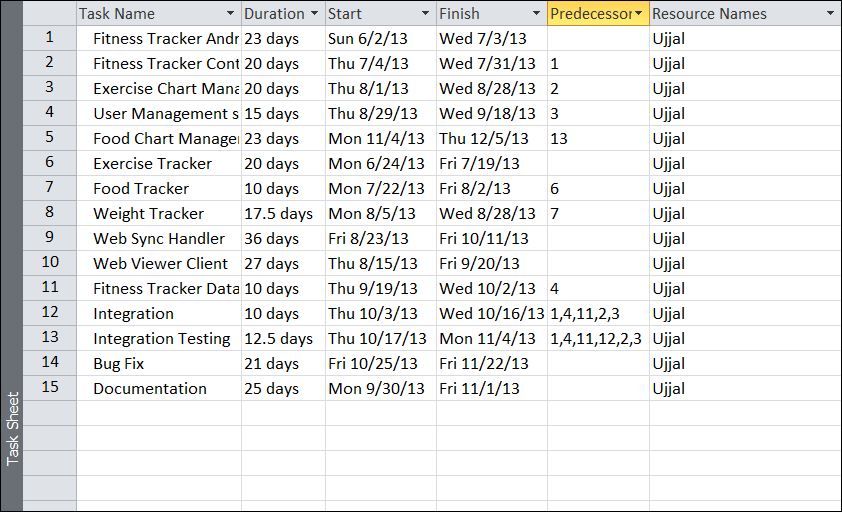 Task Name Duration Start Finish Predecessor Resource Names
1 Fitness Tracker Andr 23 days Sun 6/2/13 Wed 7/3/13 Ujjal
2 Fitness Tracker Cont 20 days Thu 7/4/13 Wed 7/31/13 1 Ujjal
3 Exercise Chart Mana 20 days Thu 8/1/13 Wed 8/28/13 2 Ujjal
4 User Management s 15 days Thu 8/29/13 Wed 9/18/13 3 Ujjal
5 Food Chart Manager 23 days Mon 11/4/13 Thu 12/5/13 13 Ujjal
6 Exercise Tracker 20 days Mon 6/24/13 Fri 7/19/13 Ujjal
7 Food Tracker 10 days Mon 7/22/13 Fri 8/2/13 6 Ujjal
8 Weight Tracker 17.5 days Mon 8/5/13 Wed 8/28/13 7 Ujjal
9 Web Sync Handler 36 days Fri 8/23/13 Fri 10/11/13 Ujjal
10 Web Viewer Client 27 days Thu 8/15/13 Fri 9/20/13 Ujjal
11 Fitness Tracker Data 10 days Thu 9/19/13 Wed 10/2/13 4 Ujjal
12 Integration 10 days Thu 10/3/13 Wed 10/16/13 1,4,11,2,3 Ujjal
13 Integration Testing 12.5 days Thu 10/17/13 Mon 11/4/13 1,4,11,12,2,3 Ujjal
14 Bug Fix 21 days Fri 10/25/13 Fri 11/22/13 Ujjal
15 Documentation 25 days Mon 9/30/13 Fri 11/1/13 Ujjal
Task Sheet